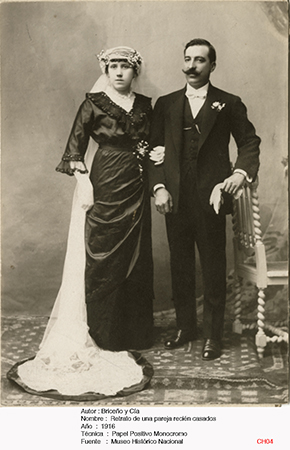 Autor : Briceño y Cía
Nombre : Retrato de una pareja recién casados
Año : 1916
Técnica : Papel Positivo Monocromo
Fuente : Museo Histórico Nacional
CH04